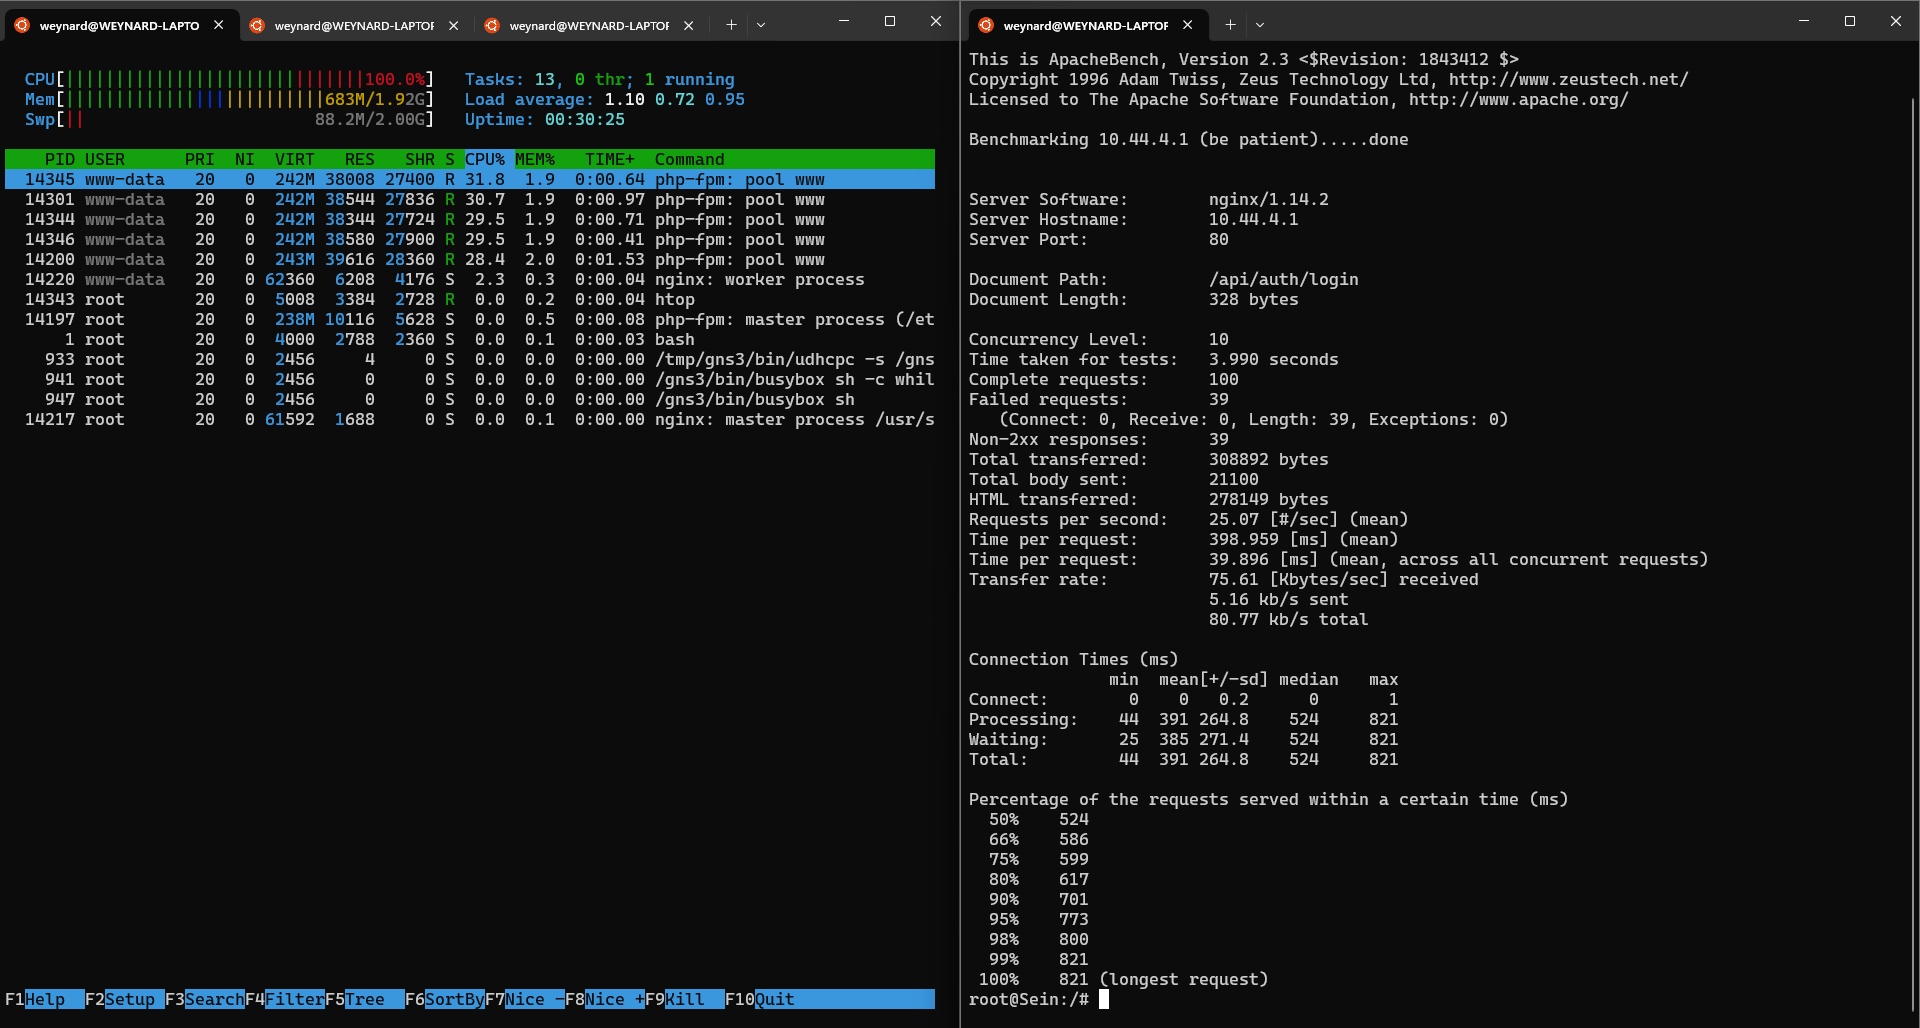 weynard@WEYNARD-LAPTO
weynard@WEYNARD-LAPTOF
weynard@WEYNARD-LAPTOF
CPU[||||||||||||||||||||||||||||||100.0%] Tasks: 13, 0 thr; 1 running
Mem[||||||||||||||||||||||||||683M/1.92G] Load average: 1.10 0.72 0.95
Swp[|| 88.2M/2.00G] Uptime: 00:30:25
PID USER PRI NI VIRT RES SHR S CPU% MEM% TIME+ Command
14345 www-data 20 0 242M 38008 27400 R 31.8 1.9 0:00.64 php-fpm: pool www
14301 www-data 20 0 242M 38544 27836 R 30.7 1.9 0:00.97 php-fpm: pool www
14344 www-data 20 0 242M 38344 27724 R 29.5 1.9 0:00.71 php-fpm: pool www
14346 www-data 20 0 242M 38580 27900 R 29.5 1.9 0:00.41 php-fpm: pool www
14200 www-data 20 0 243M 39616 28360 R 28.4 2.0 0:01.53 php-fpm: pool www
14220 www-data 20 0 62360 6208 4176 S 2.3 0.3 0:00.04 nginx: worker process
14343 root 20 0 5008 3384 2728 R 0.0 0.2 0:00.04 htop
14197 root 20 0 238M 10116 5628 S 0.0 0.5 0:00.08 php-fpm: master process (/et
1 root 20 0 4000 2788 2360 S 0.0 0.1 0:00.03 bash
933 root 20 0 2456 4 0 S 0.0 0.0 0:00.00 /tmp/gns3/bin/udhcpc -s /gns
941 root 20 0 2456 0 0 S 0.0 0.0 0:00.00 /gns3/bin/busybox sh -c whil
947 root 20 0 2456 0 0 S 0.0 0.0 0:00.00 /gns3/bin/busybox sh
14217 root 20 0 61592 1688 0 S 0.0 0.1 0:00.00 nginx: master process /usr/s
F1Help F2Setup F3SearchF4FilterF5Tree F6SortByF7Nice -F8Nice +F9Kill F10Quit
weynard@WEYNARD-LAPTOF
This is ApacheBench, Version 2.3 <$Revision: 1843412 $>
Copyright 1996 Adam Twiss, Zeus Technology Ltd, http://www.zeustech.net/
Licensed to The Apache Software Foundation, http://www.apache.org/
Benchmarking 10.44.4.1 (be patient).....done
Server Software: nginx/1.14.2
Server Hostname: 10.44.4.1
Server Port: 80
Document Path: /api/auth/login
Document Length: 328 bytes
Concurrency Level: 10
Time taken for tests: 3.990 seconds
Complete requests: 100
Failed requests: 39
(Connect: 0, Receive: 0, Length: 39, Exceptions: 0)
Non-2xx responses: 39
Total transferred: 308892 bytes
Total body sent: 21100
HTML transferred: 278149 bytes
Requests per second: 25.07 [#/sec] (mean)
Time per request: 398.959 [ms] (mean)
Time per request: 39.896 [ms] (mean, across all concurrent requests)
Transfer rate: 75.61 [Kbytes/sec] received
5.16 kb/s sent
80.77 kb/s total
Connection Times (ms)
min mean[+/-sd] median max
Connect: 0 0 0.2 0 1
Processing: 44 391 264.8 524 821
Waiting: 25 385 271.4 524 821
Total: 44 391 264.8 524 821
Percentage of the requests served within a certain time (ms)
50% 524
66% 586
75% 599
80% 617
90% 701
95% 773
98% 800
99% 821
100% 821 (longest request)
root@Sein:/#